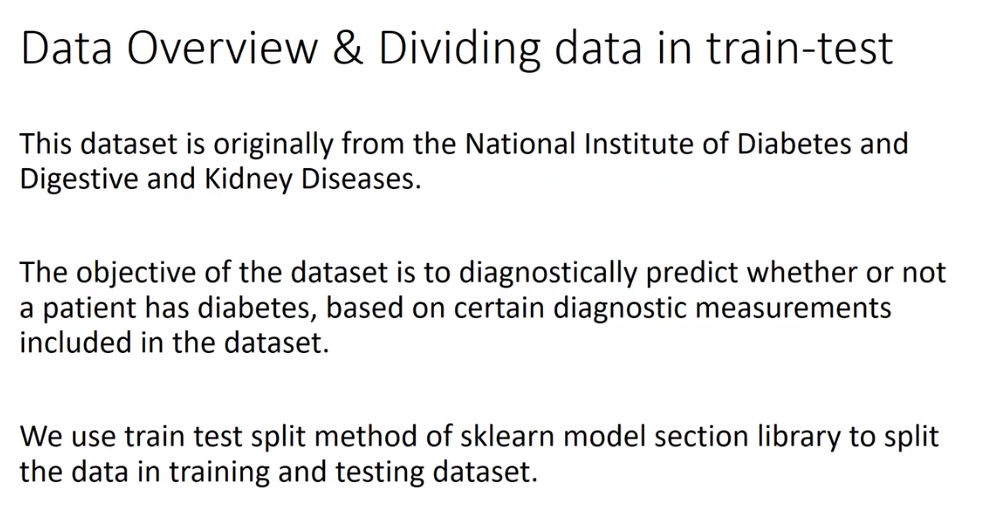 Data Overview & Dividing data in train-test
This dataset is originally from the National Institute of Diabetes and
Digestive and Kidney Diseases.
The objective of the dataset is to diagnostically predict whether or not
a patient has diabetes, based on certain diagnostic measurements
included in the dataset.
We use train test split method of sklearn model section library to split
the data in training and testing dataset.